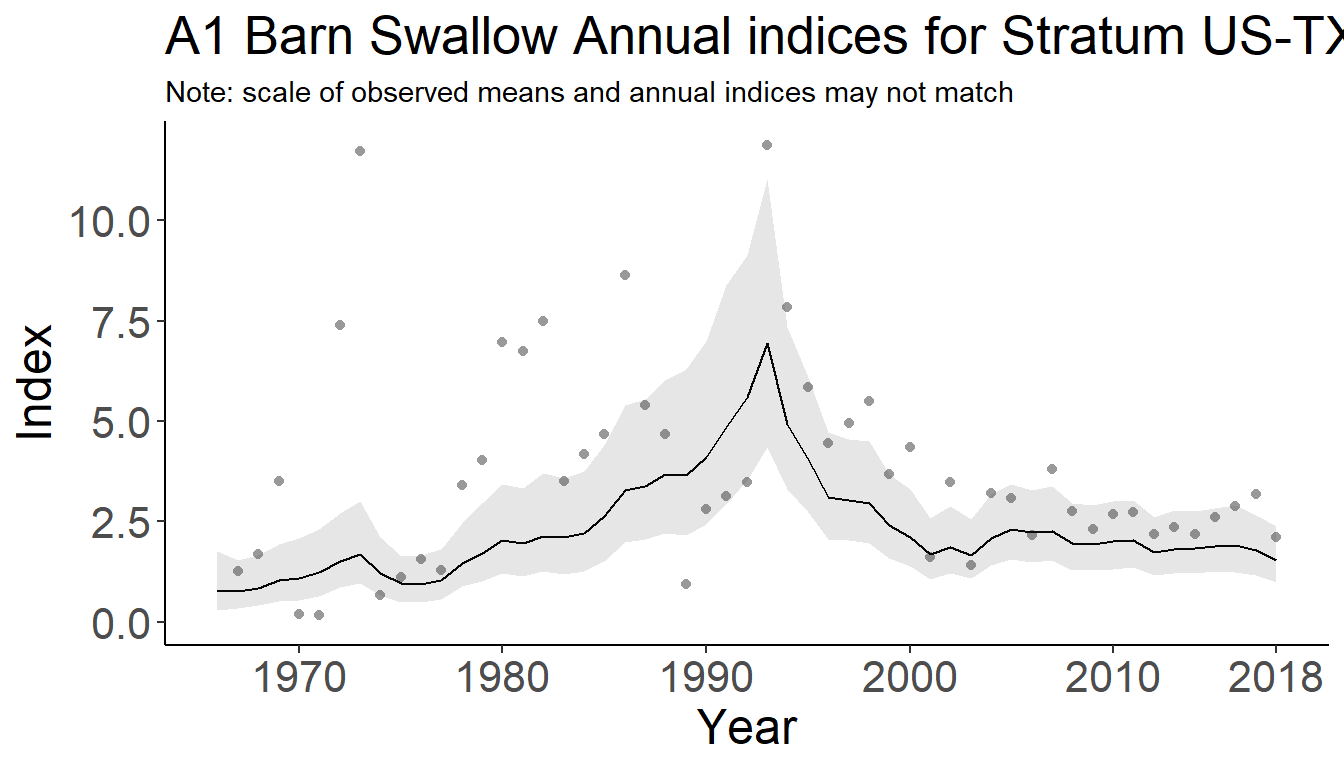 A1 Barn Swallow Annual indices for Stratum US-TX
Note: scale of observed means and annual indices may not match
Index
10.0
7.5
5.0
2.5
0.0
1970 1980 1990 2000 2010 2018
Year